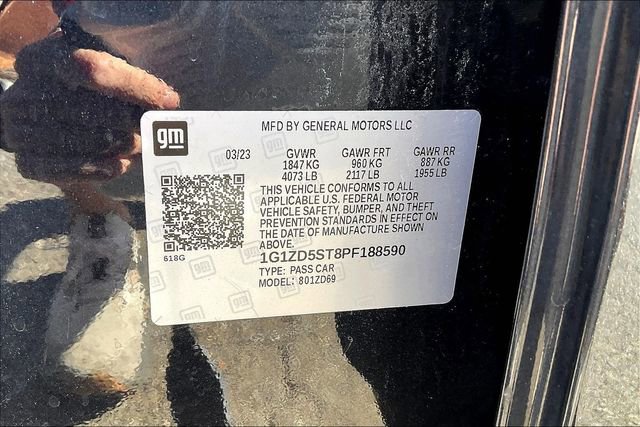 gm
MFD BY GENERAL MOTORS LLC
03/23 GVWR GAWR FRT GAWR RR
1847 KG 960 KG 887 KG
4073 LB 2117 LB 1955 LB
THIS VEHICLE CONFORMS TO ALL
APPLICABLE U.S. FEDERAL MOTOR
VEHICLE SAFETY, BUMPER, AND THEFT
PREVENTION STANDARDS IN EFFECT ON
THE DATE OF MANUFACTURE SHOWN
ABOVE.
618G
1G1ZD5ST8PF188590
TYPE: PASS CAR
MODEL: 801ZD69